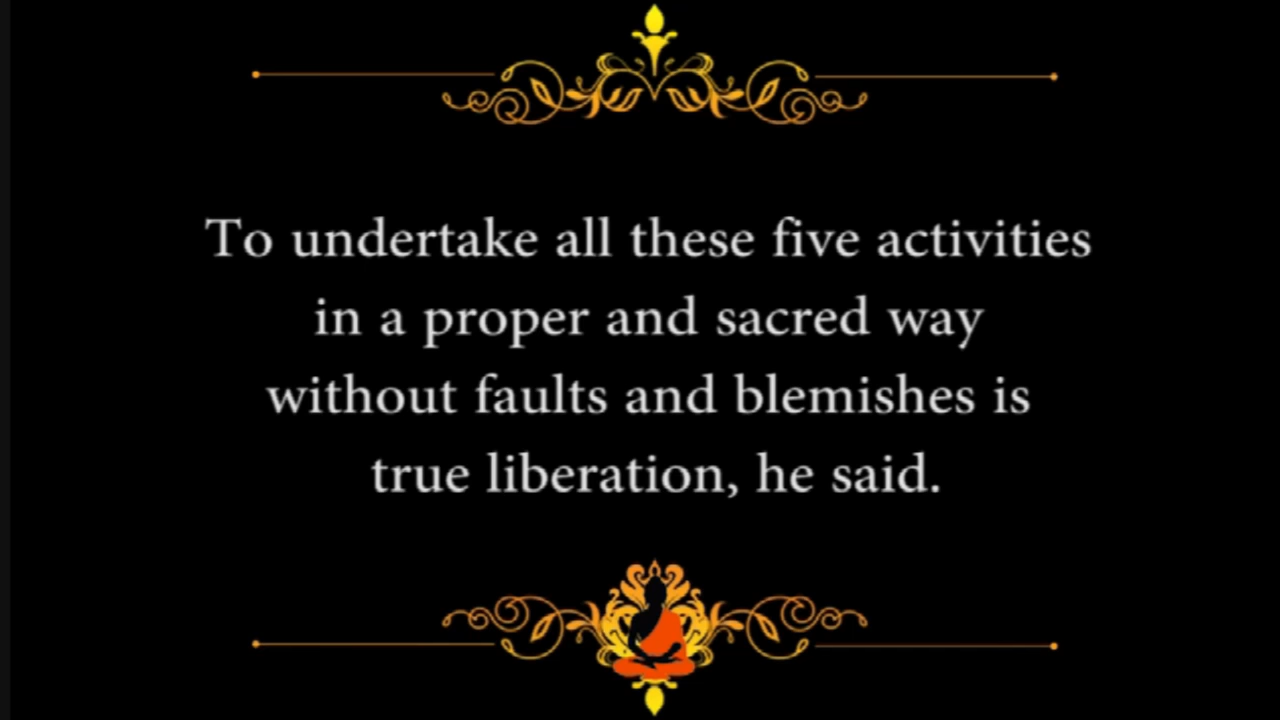 To undertake all these five activities
in a proper and sacred way
without faults and blemishes is
true liberation, he said.